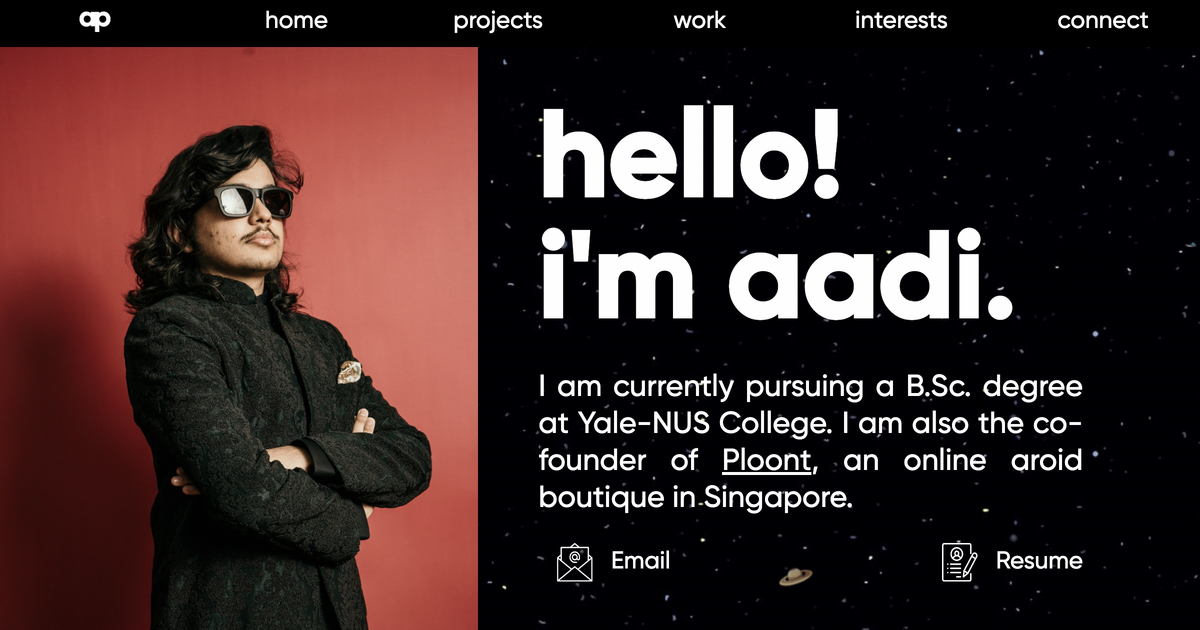 ap
home
projects
work
interests
connect
hello!
i'm aadi.
I am currently pursuing a B.Sc. degree
at Yale-NUS College. I am also the co-
founder of Ploont, an online aroid
boutique in Singapore.
Email
Resume